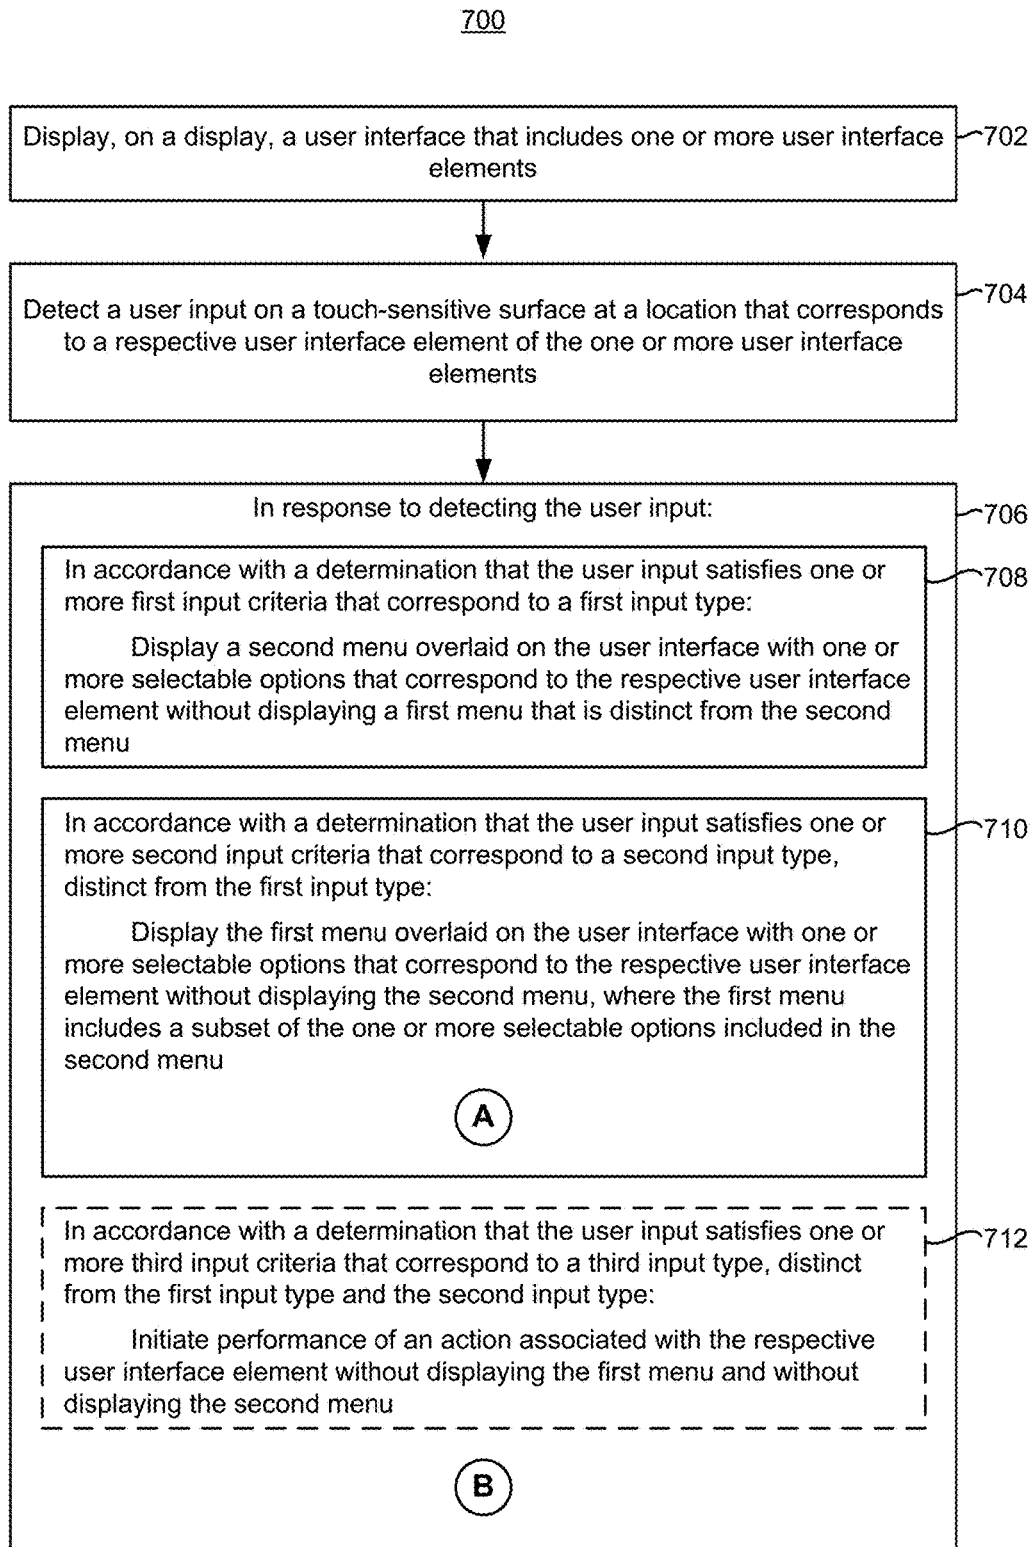 700
Display, on a display, a user interface that includes one or more user interface
elements
702
Detect a user input on a touch-sensitive surface at a location that corresponds
to a respective user interface element of the one or more user interface
elements
704
In response to detecting the user input:
706
In accordance with a determination that the user input satisfies one or
more first input criteria that correspond to a first input type:
708
Display a second menu overlaid on the user interface with one or
more selectable options that correspond to the respective user interface
element without displaying a first menu that is distinct from the second
menu
In accordance with a determination that the user input satisfies one or
more second input criteria that correspond to a second input type,
distinct from the first input type:
710
Display the first menu overlaid on the user interface with one or
more selectable options that correspond to the respective user interface
element without displaying the second menu, where the first menu
includes a subset of the one or more selectable options included in the
second menu
A
In accordance with a determination that the user input satisfies one or
more third input criteria that correspond to a third input type, distinct
from the first input type and the second input type:
712
Initiate performance of an action associated with the respective
user interface element without displaying the first menu and without
displaying the second menu
B